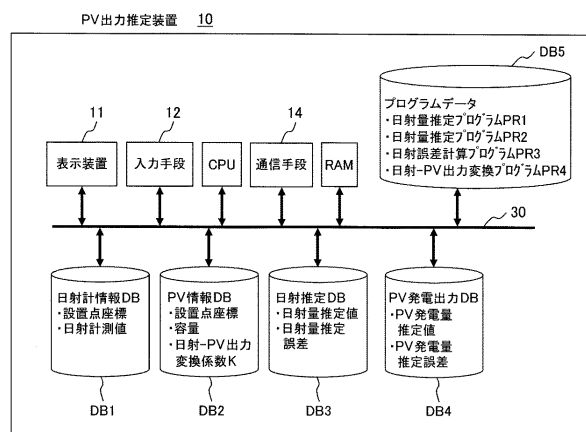 PV出力推定装置 10
DB5
プログラムデータ
・日射量推定プログラムPR1
・日射量推定プログラムPR2
・日射誤差計算プログラムPR3
・日射-PV出力変換プログラムPR4
11
12
14
表示装置
入力手段
CPU
通信手段
RAM
30
日射計情報DB
・設置点座標
・日射計測値
PV情報DB
・設置点座標
・容量
・日射-PV出力
変換係数K
日射推定DB
・日射量推定値
・日射量推定
誤差
PV発電出力DB
・PV発電量
推定値
・PV発電量
推定誤差
DB1
DB2
DB3
DB4